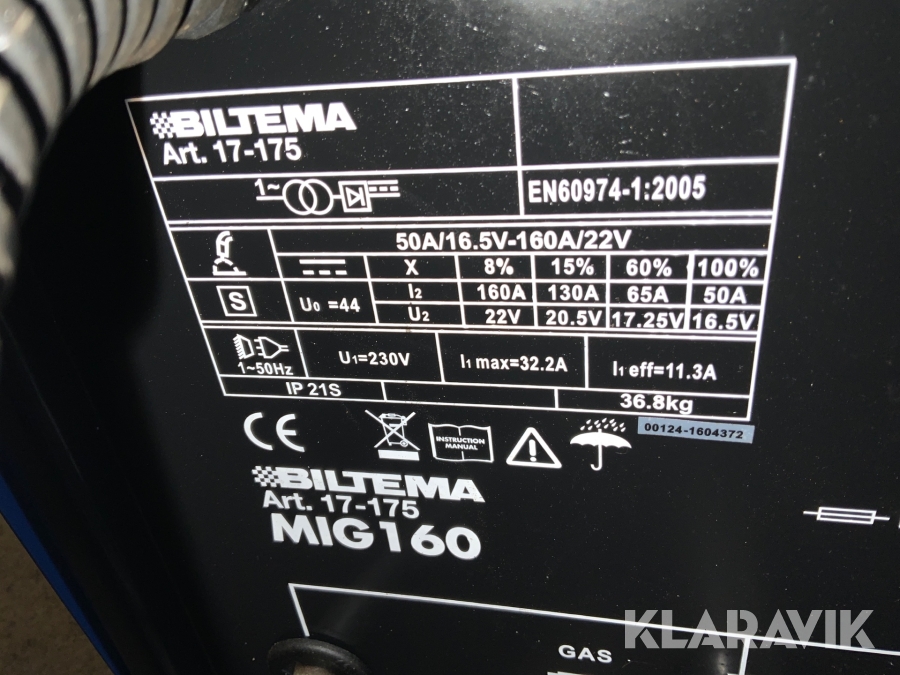 BILTEMA
Art. 17-175
1~
EN60974-1:2005
50A/16.5V-160A/22V
X 8% 15% 60% 100%
S U₀ =44 I₂ 160A 130A 65A 50A
U₂ 22V 20.5V 17.25V 16.5V
1~50Hz U₁=230V I₁ max=32.2A I₁ eff=11.3A
IP 21S 36.8kg
00124-1604372
CE
INSTRUCTION
MANUAL
BILTEMA
Art. 17-175
MIG160
GAS
KLARAVIK